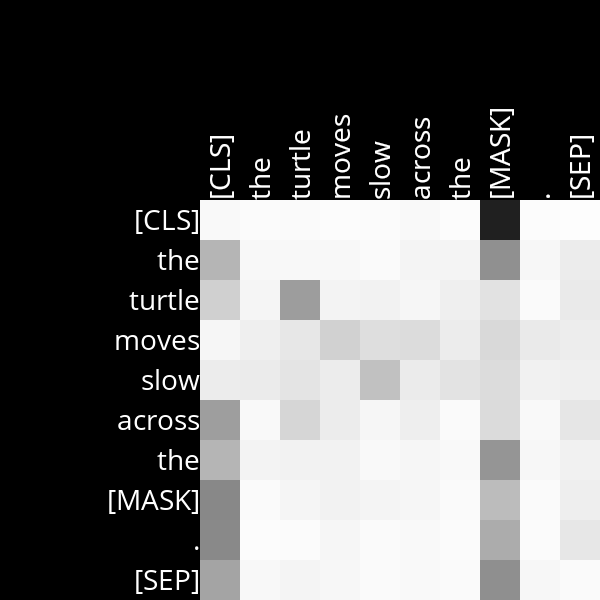 [CLS] the turtle moves slow across the [MASK] . [SEP]
[CLS]
the
turtle
moves
slow
across
the
[MASK]
.
[SEP]